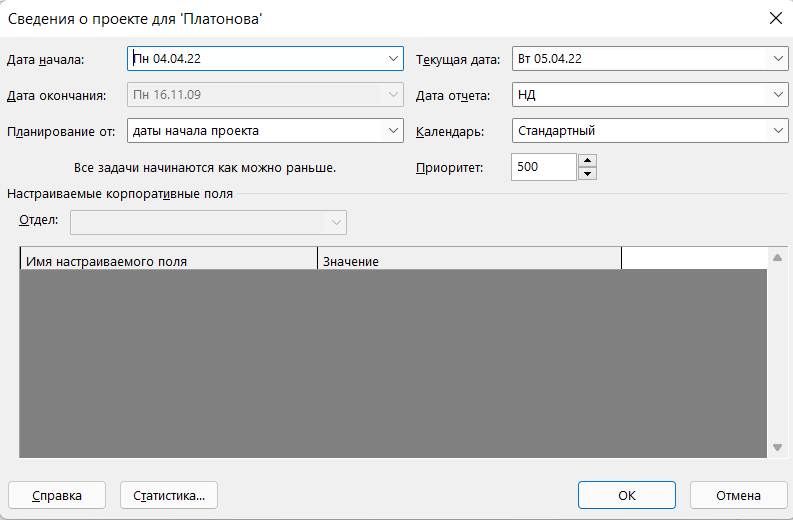 Сведения о проекте для 'Платонова'
Дата начала: Пн 04.04.22 Текущая дата: Вт 05.04.22
Дата окончания: Пн 16.11.09 Дата отчета: НД
Планирование от: даты начала проекта Календарь: Стандартный
Все задачи начинаются как можно раньше. Приоритет: 500
Настраиваемые корпоративные поля
Отдел:
Имя настраиваемого поля Значение
Справка Статистика... ОК Отмена